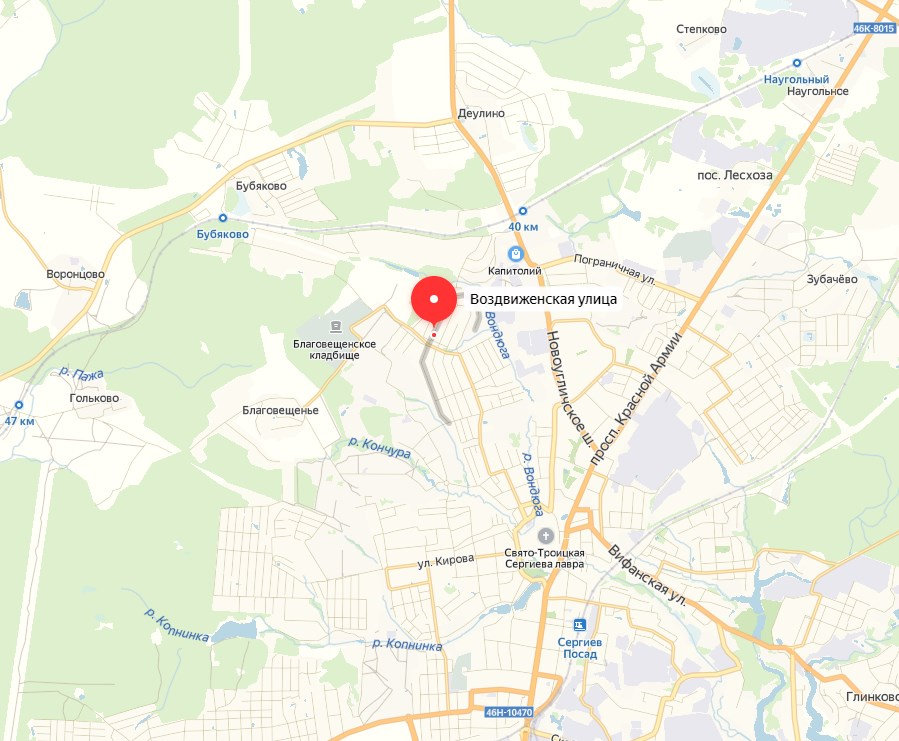 Степково
46К-8015
Наугольный
Наугольнсе
Деулино
пос. Лесхоза
Бубяково
Бубяково
40 км
Капитолий
Пограничная ул.
Воронцово
Зубачёво
Воздвиженская улица
р. Вондюга
Благовещенское
кладбище
Новоугличское ш.
просп. Красной Армии
р. Пажа
Гольково
47 км
Благовещенье
р. Кончура
р. Вондюга
Свято-Троицкая
Сергиева лавра
ул. Кирова
Вифанская ул.
р. Копнинка
р. Копнинка
Сергиев
Посад
Глинково
46Н-10470